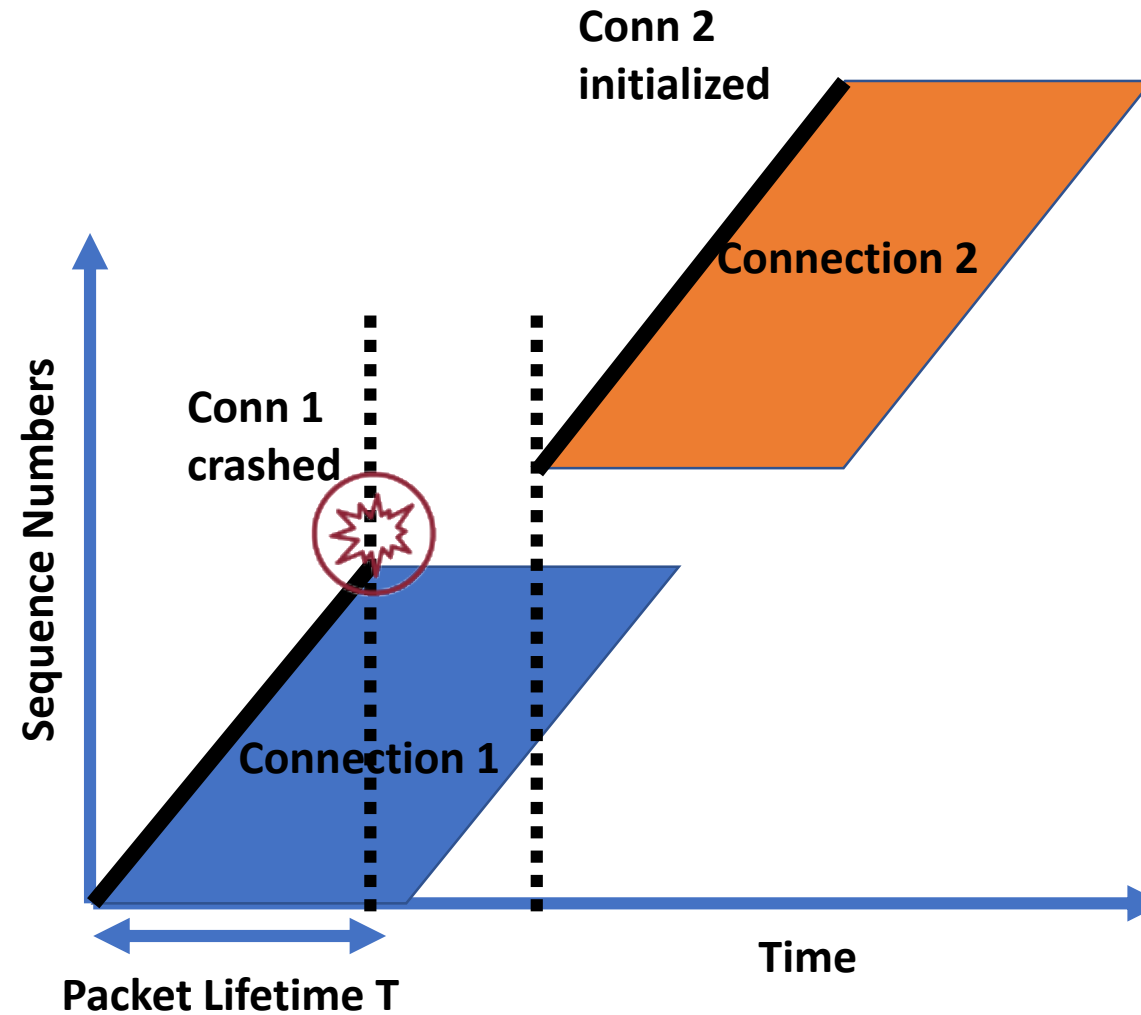 Conn 2
initialized
Connection 2
Conn 1
crashed
Sequence Numbers
Connection 1
Time
Packet Lifetime T